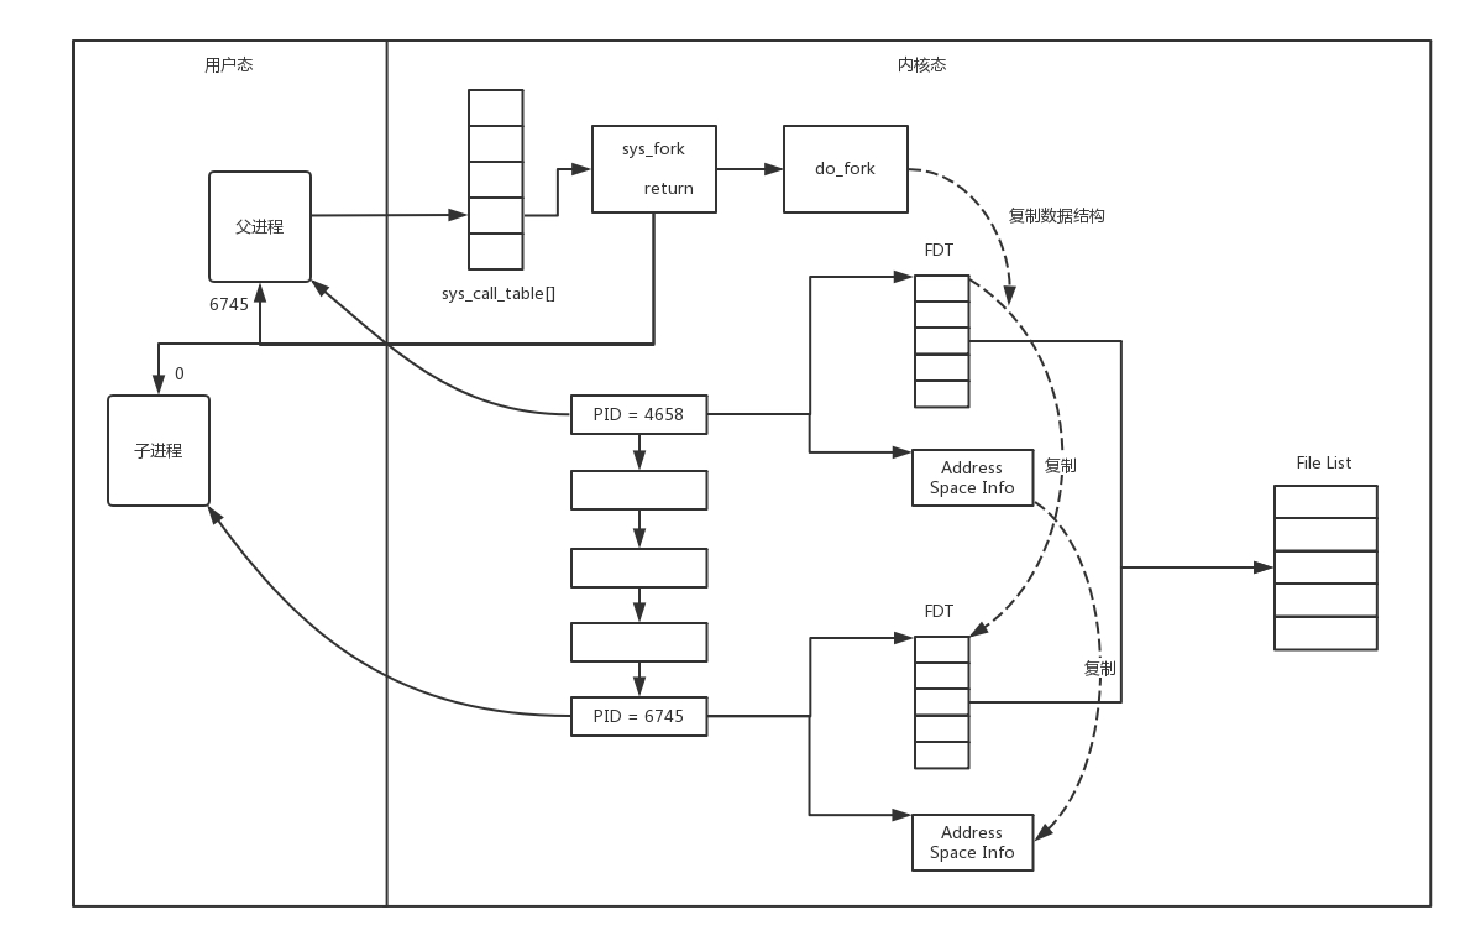 用户态
内核态
sys_fork
return
do_fork
父进程
复制数据结构
FDT
sys_call_table[]
6745
0
PID = 4658
子进程
Address
Space Info
复制
File List
FDT
复制
PID = 6745
Address
Space Info